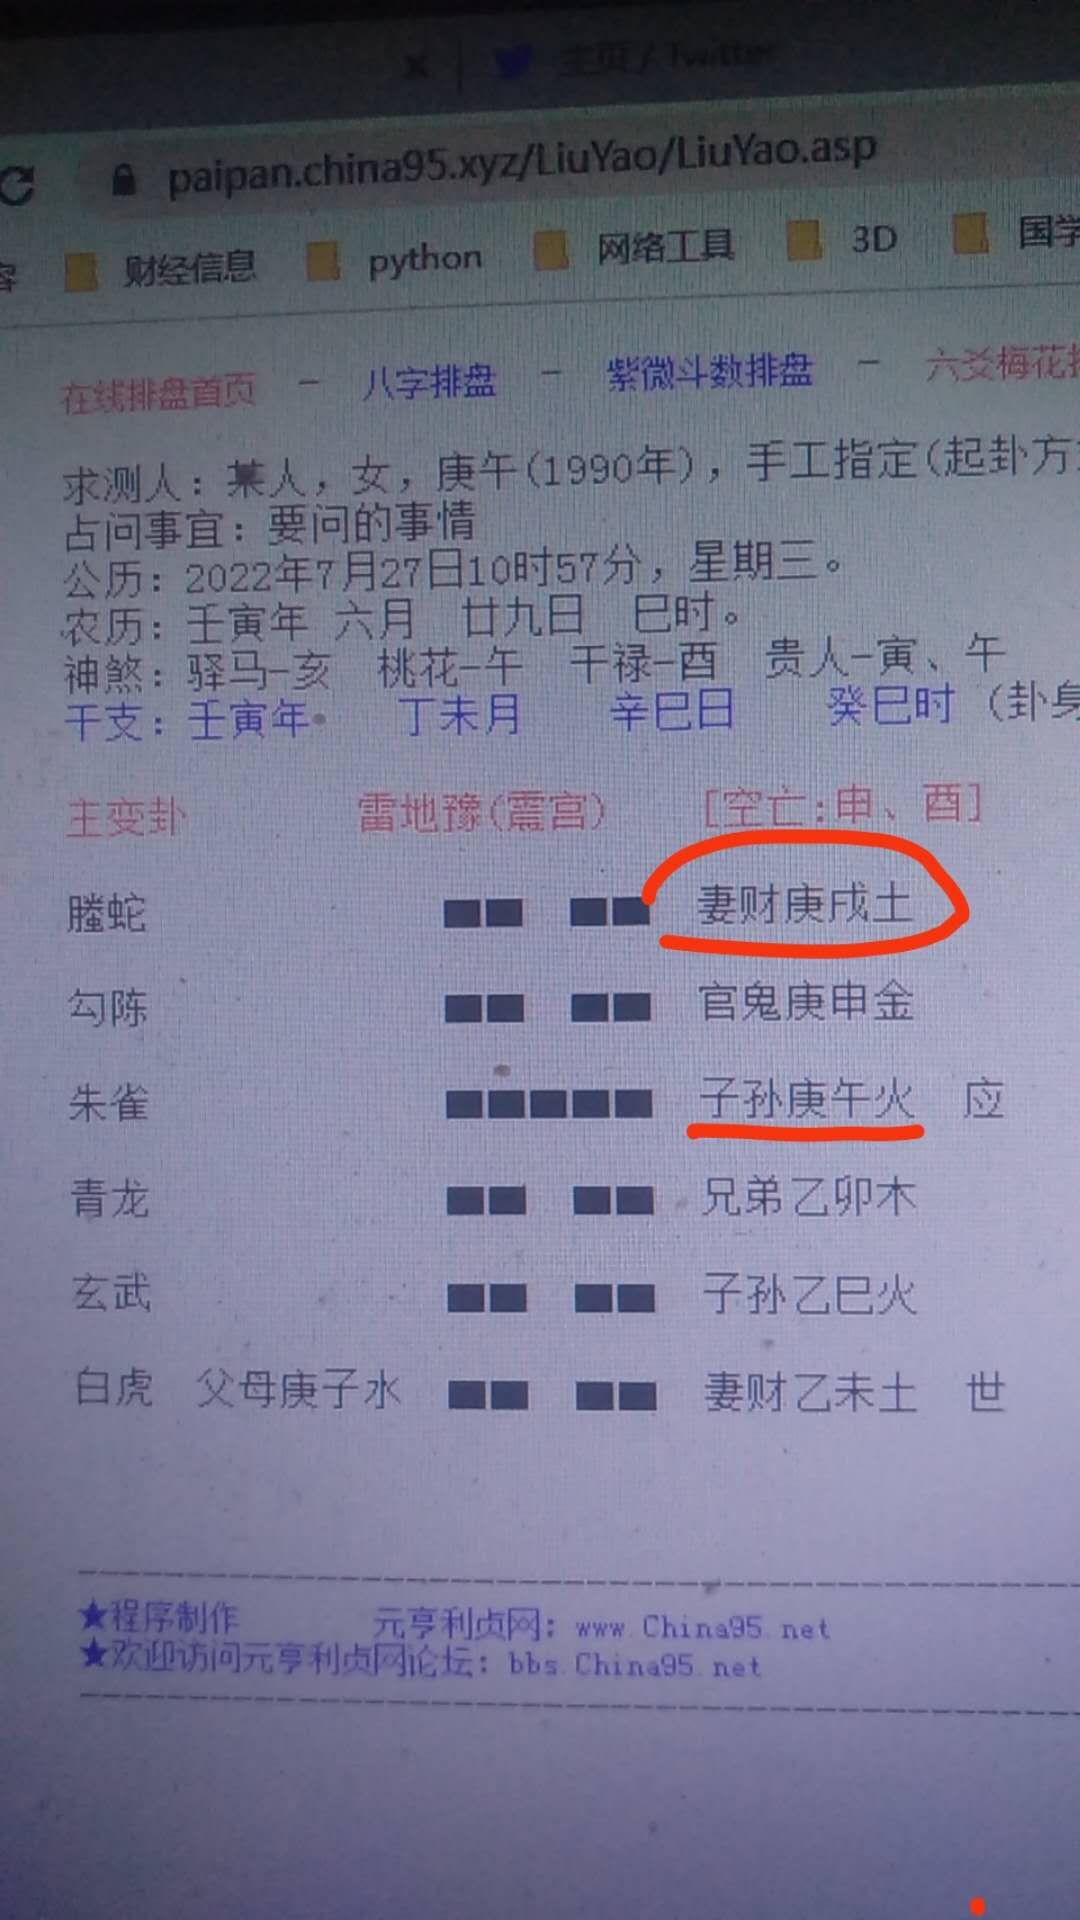 主页 / Twitter
paipan.china95.xyz/LiuYao/LiuYao.asp
财经信息 python 网络工具 3D 国学
在线排盘首页 - 八字排盘 - 紫微斗数排盘 - 六爻梅花
求测人：某人，女，庚午(1990年)，手工指定(起卦方
占问事宜：要问的事情
公历：2022年7月27日10时57分，星期三。
农历：壬寅年 六月 廿九日 巳时。
神煞：驿马-亥 桃花-午 干禄-酉 贵人-寅、午
干支：壬寅年 丁未月 辛巳日 癸巳时 (卦身
主变卦 雷地豫(震宫) [空亡:申、酉]
螣蛇 妻财庚戌土
勾陈 官鬼庚申金
朱雀 子孙庚午火 应
青龙 兄弟乙卯木
玄武 子孙乙巳火
白虎 父母庚子水 妻财乙未土 世
★程序制作 元亨利贞网：www.China95.net
★欢迎访问元亨利贞网论坛：bbs.China95.net